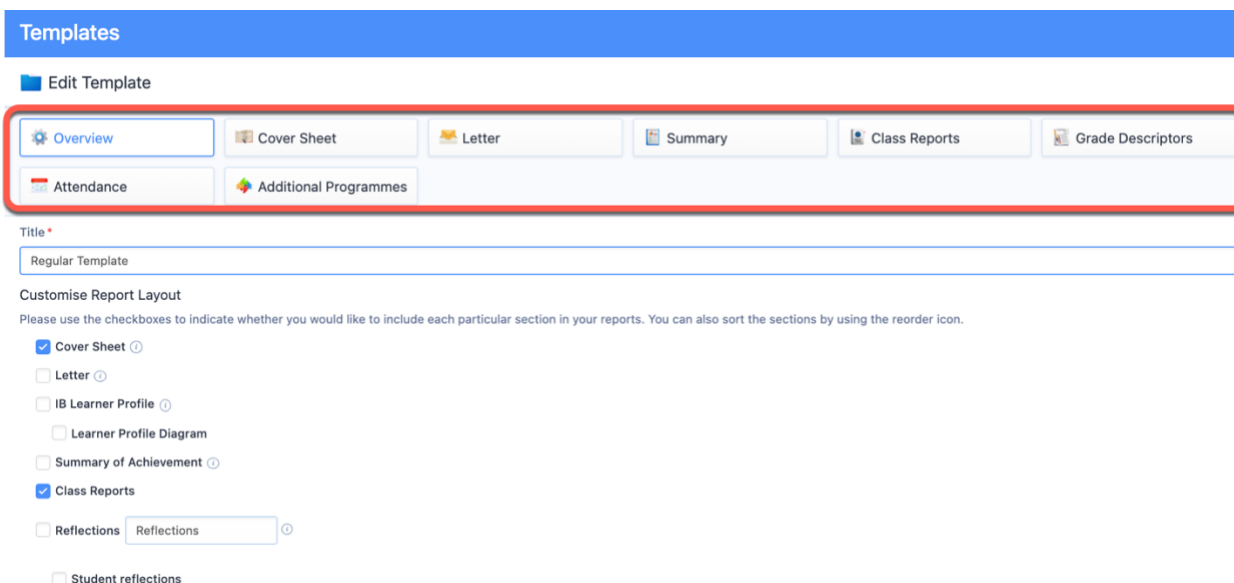 Templates
Edit Template
Overview Cover Sheet Letter Summary Class Reports Grade Descriptors
Attendance Additional Programmes
Title *
Regular Template
Customise Report Layout
Please use the checkboxes to indicate whether you would like to include each particular section in your reports. You can also sort the sections by using the reorder icon.
Cover Sheet
Letter
IB Learner Profile
Learner Profile Diagram
Summary of Achievement
Class Reports
Reflections Reflections
Student reflections